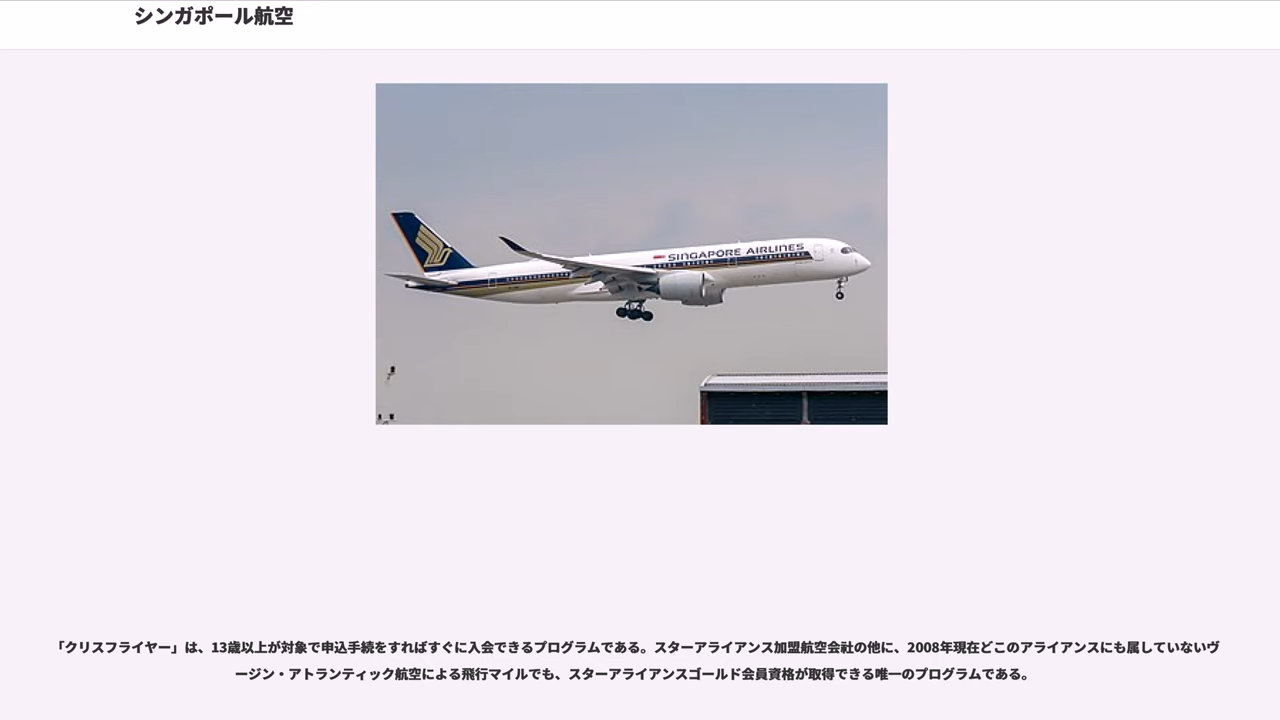 シンガポール航空
SINGAPORE AIRLINES
「クリスフライヤー」は、13歳以上が対象で申込手続をすればすぐに入会できるプログラムである。スターアライアンス加盟航空会社の他に、2008年現在どこのアライアンスにも属していないヴ
ージン・アトランティック航空による飛行マイルでも、スターアライアンスゴールド会員資格が取得できる唯一のプログラムである。